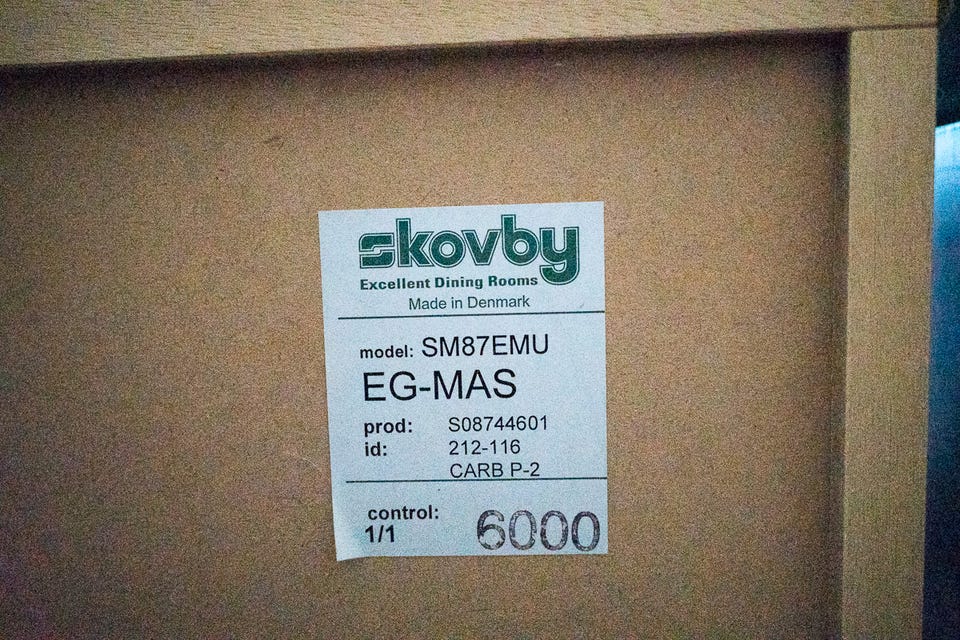 skovby
Excellent Dining Rooms
Made in Denmark
model: SM87EMU
EG-MAS
prod: S08744601
id: 212-116
CARB P-2
control:
1/1 6000